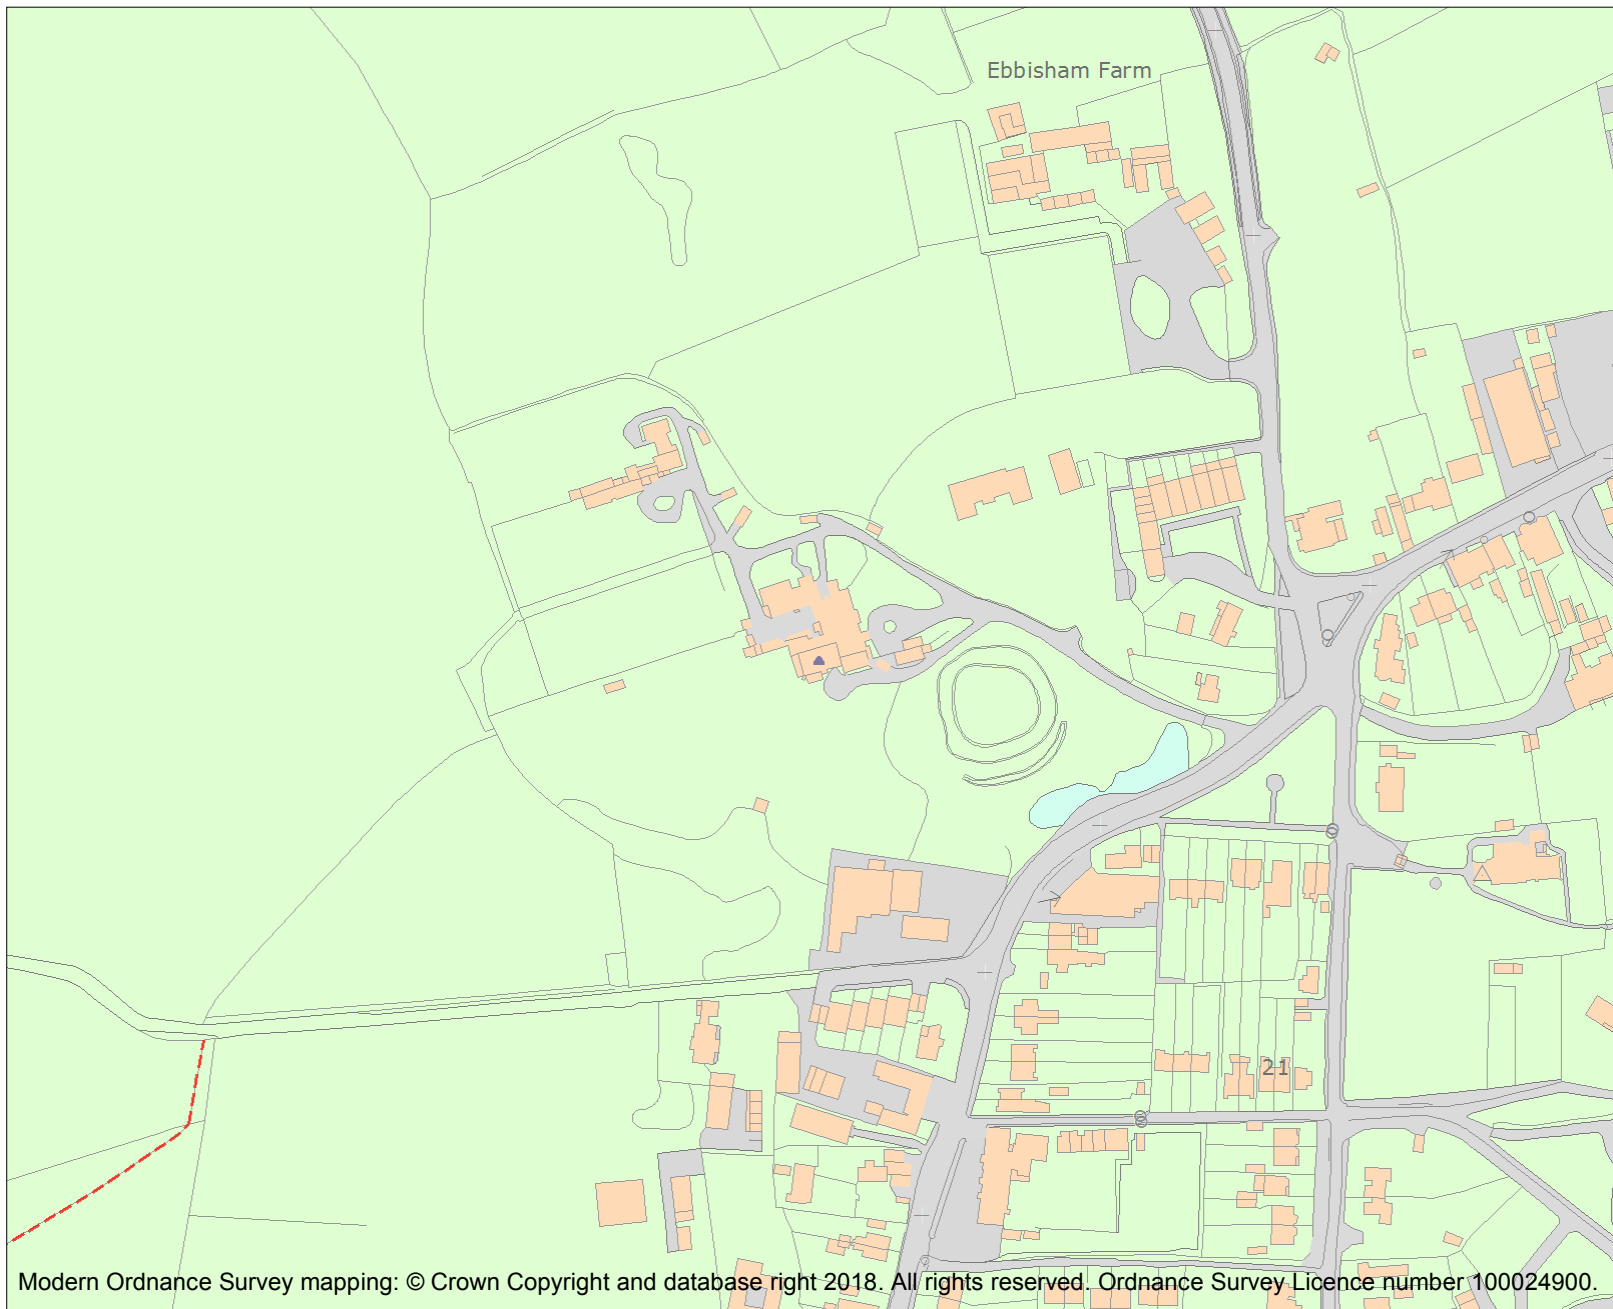 Ebbisham Farm
21
Modern Ordnance Survey mapping: © Crown Copyright and database right 2018. All rights reserved. Ordnance Survey Licence number 100024900.